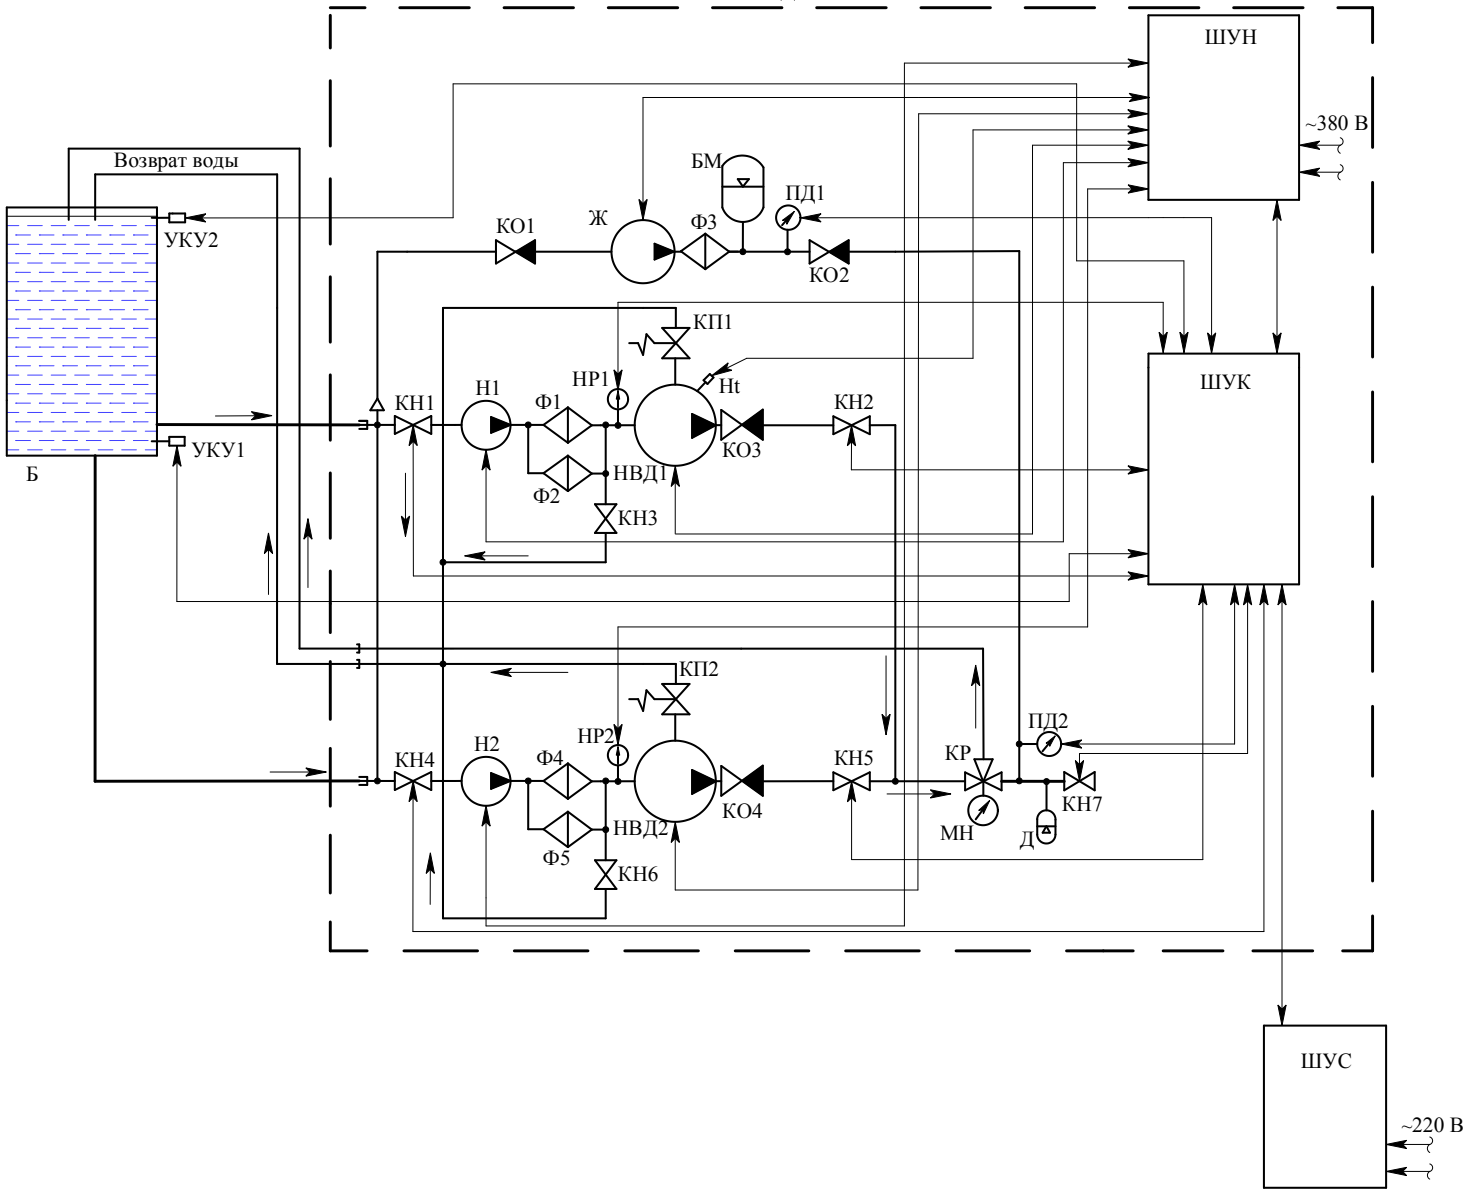 ШУН
~380 В
Возврат воды
БМ
ПД1
Ж
Ф3
КО1
УКУ2
КО2
КП1
НР1
Ht
Н1
КН1
Ф1
КН2
ШУК
КО3
УКУ1
Б
НВД1
Ф2
КН3
КП2
ПД2
НР2
Н2
КН4
Ф4
КН5
КР
КН7
КО4
НВД2
МН
Д
Ф5
КН6
ШУС
~220 В